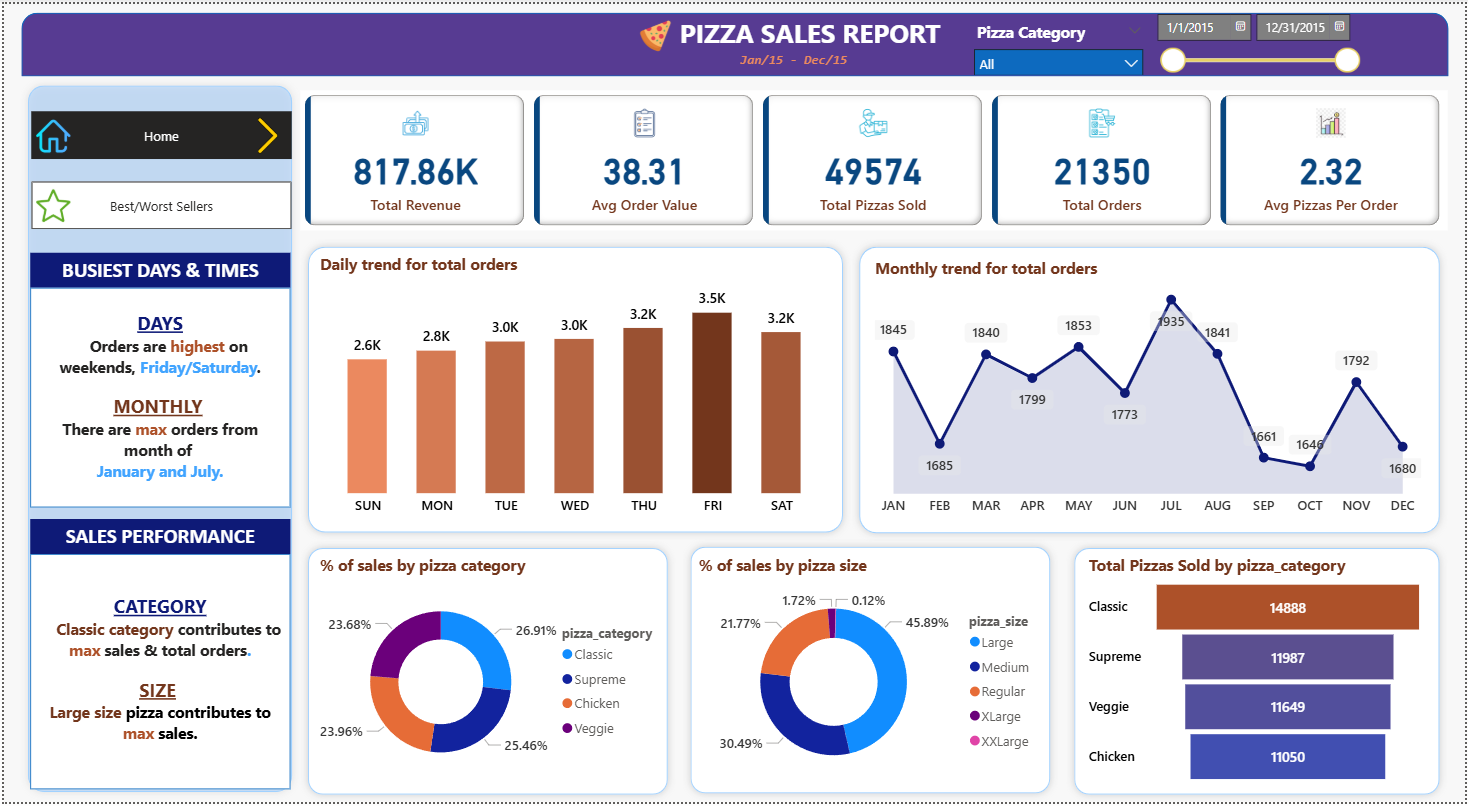 PIZZA SALES REPORT
Jan/15 - Dec/15
Pizza Category
All
1/1/2015
12/31/2015
Home
Best/Worst Sellers
BUSIEST DAYS & TIMES
DAYS
Orders are highest on
weekends, Friday/Saturday.
MONTHLY
There are max orders from
month of
January and July.
SALES PERFORMANCE
CATEGORY
Classic category contributes to
max sales & total orders.
SIZE
Large size pizza contributes to
max sales.
817.86K
Total Revenue
38.31
Avg Order Value
49574
Total Pizzas Sold
21350
Total Orders
2.32
Avg Pizzas Per Order
Daily trend for total orders
2.6K
2.8K
3.0K
3.0K
3.2K
3.5K
3.2K
SUN
MON
TUE
WED
THU
FRI
SAT
Monthly trend for total orders
1845
1685
1840
1799
1853
1773
1935
1841
1661
1646
1792
1680
JAN
FEB
MAR
APR
MAY
JUN
JUL
AUG
SEP
OCT
NOV
DEC
% of sales by pizza category
23.68%
26.91%
23.96%
25.46%
pizza_category
Classic
Supreme
Chicken
Veggie
% of sales by pizza size
1.72%
0.12%
21.77%
45.89%
30.49%
pizza_size
Large
Medium
Regular
XLarge
XXLarge
Total Pizzas Sold by pizza_category
Classic
14888
Supreme
11987
Veggie
11649
Chicken
11050